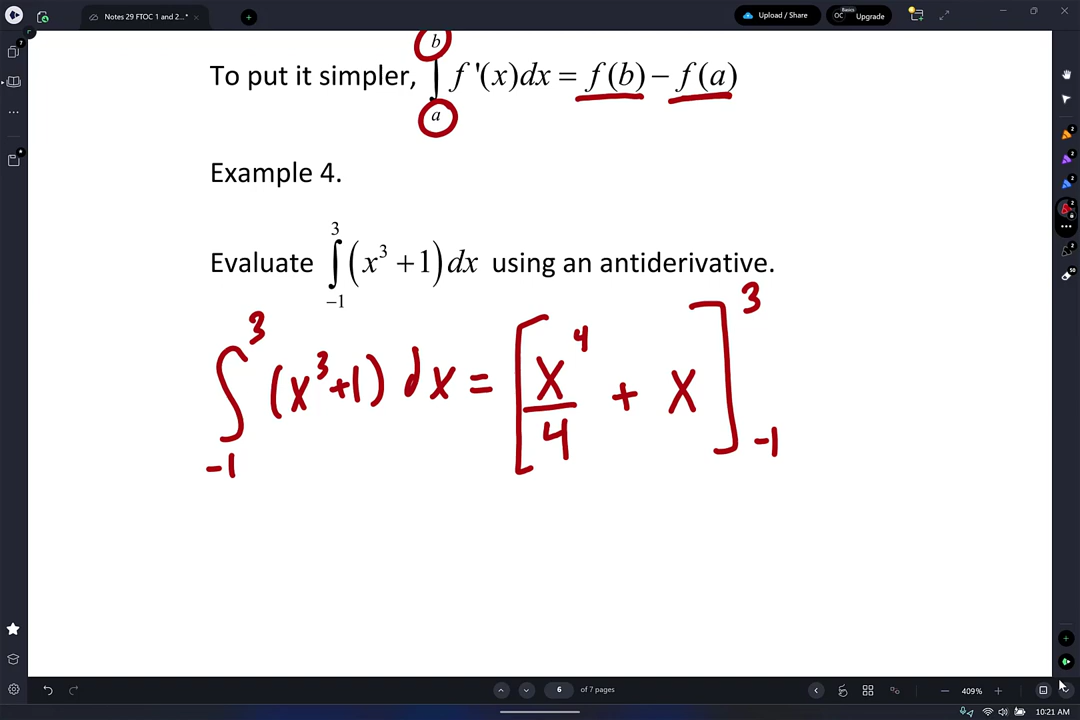 Notes 29 FTOC 1 and 2...*
Upload / Share
OC
Basics
Upgrade
To put it simpler, ∫_a^b f '(x)dx = f(b) − f(a)
Example 4.
Evaluate ∫_{−1}^{3} (x³ + 1) dx using an antiderivative.
∫_{-1}^{3} (x³+1) dx = [x⁴/4 + x]_{-1}^{3}
6 of 7 pages
409%
10:21 AM